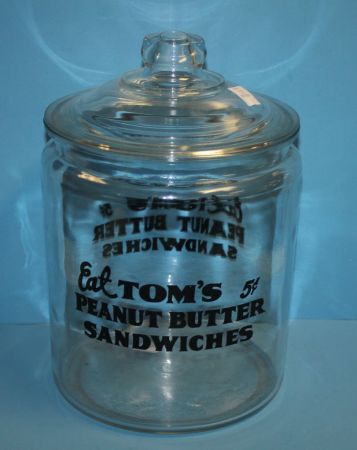 Eat TOM'S 5¢
PEANUT BUTTER
SANDWICHES